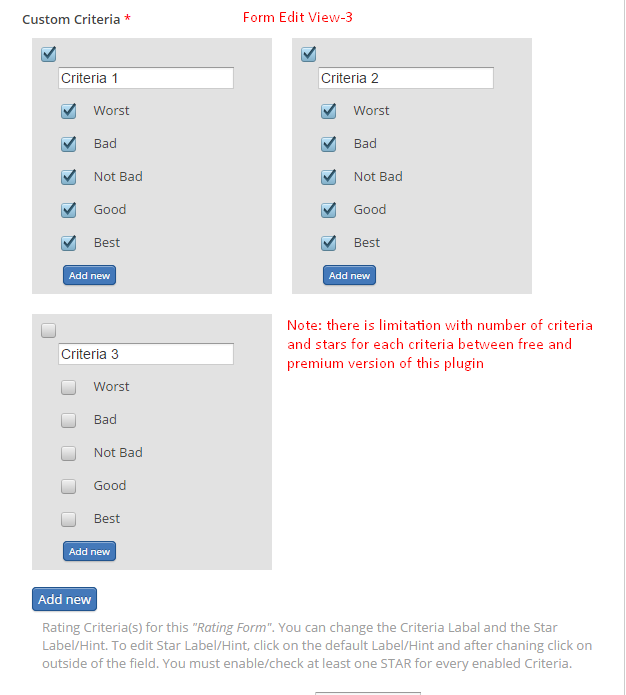 Custom Criteria *
Form Edit View-3
Criteria 1
Worst
Bad
Not Bad
Good
Best
Add new
Criteria 2
Worst
Bad
Not Bad
Good
Best
Add new
Criteria 3
Worst
Bad
Not Bad
Good
Best
Add new
Note: there is limitation with number of criteria
and stars for each criteria between free and
premium version of this plugin
Add new
Rating Criteria(s) for this "Rating Form". You can change the Criteria Labal and the Star
Label/Hint. To edit Star Label/Hint, click on the default Label/Hint and after chaning click on
outside of the field. You must enable/check at least one STAR for every enabled Criteria.